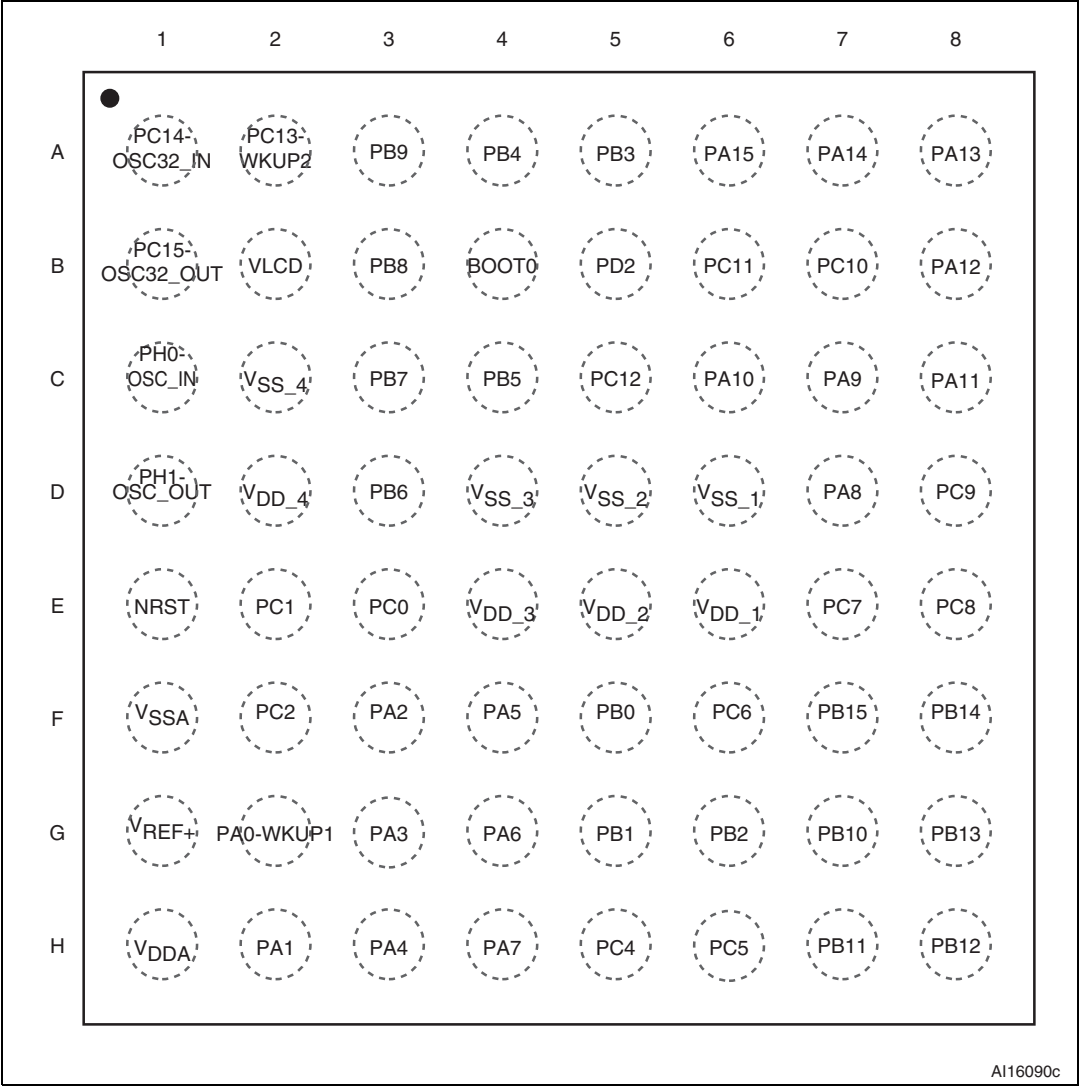 1 2 3 4 5 6 7 8
A PC14-OSC32_IN PC13-WKUP2 PB9 PB4 PB3 PA15 PA14 PA13
B PC15-OSC32_OUT VLCD PB8 BOOT0 PD2 PC11 PC10 PA12
C PH0-OSC_IN VSS_4 PB7 PB5 PC12 PA10 PA9 PA11
D PH1-OSC_OUT VDD_4 PB6 VSS_3 VSS_2 VSS_1 PA8 PC9
E NRST PC1 PC0 VDD_3 VDD_2 VDD_1 PC7 PC8
F VSSA PC2 PA2 PA5 PB0 PC6 PB15 PB14
G VREF+ PA0-WKUP1 PA3 PA6 PB1 PB2 PB10 PB13
H VDDA PA1 PA4 PA7 PC4 PC5 PB11 PB12
AI16090c